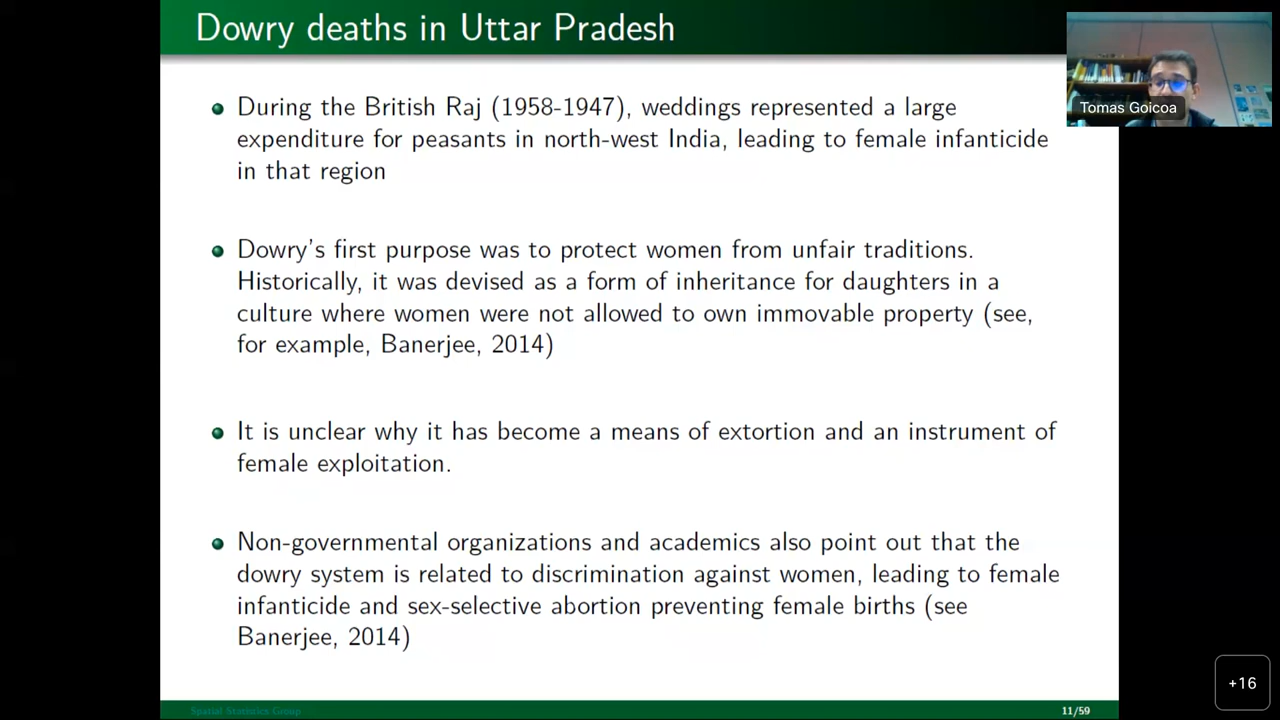 Dowry deaths in Uttar Pradesh
Tomas Goicoa
During the British Raj (1958-1947), weddings represented a large
expenditure for peasants in north-west India, leading to female infanticide
in that region
Dowry's first purpose was to protect women from unfair traditions.
Historically, it was devised as a form of inheritance for daughters in a
culture where women were not allowed to own immovable property (see,
for example, Banerjee, 2014)
It is unclear why it has become a means of extortion and an instrument of
female exploitation.
Non-governmental organizations and academics also point out that the
dowry system is related to discrimination against women, leading to female
infanticide and sex-selective abortion preventing female births (see
Banerjee, 2014)
+16
Spatial Statistics Group
11/59